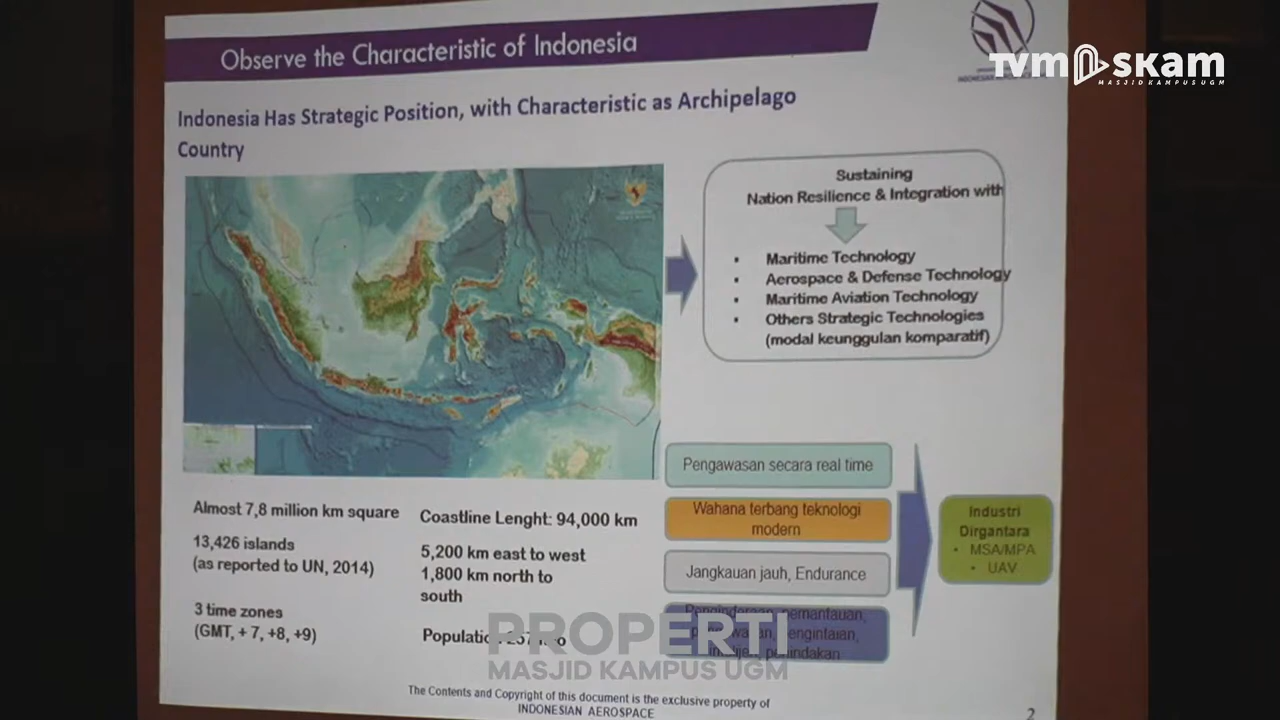 Observe the Characteristic of Indonesia
TVM SKAM
MASJID KAMPUS UGM
Indonesia Has Strategic Position, with Characteristic as Archipelago
Country
Sustaining
Nation Resilience & Integration with
• Maritime Technology
• Aerospace & Defense Technology
• Maritime Aviation Technology
• Others Strategic Technologies
(modal keunggulan komparatif)
Almost 7,8 million km square
13,426 islands
(as reported to UN, 2014)
3 time zones
(GMT, + 7, +8, +9)
Coastline Lenght: 94,000 km
5,200 km east to west
1,800 km north to
south
Pengawasan secara real time
Wahana terbang teknologi
modern
Jangkauan jauh, Endurance
Penginderaan, pemantauan,
pengintaian,
penindakan
Industri
Dirgantara
• MSA/MPA
• UAV
PROPERTI
MASJID KAMPUS UGM
The Contents and Copyright of this document is the exclusive property of
INDONESIAN AEROSPACE
2